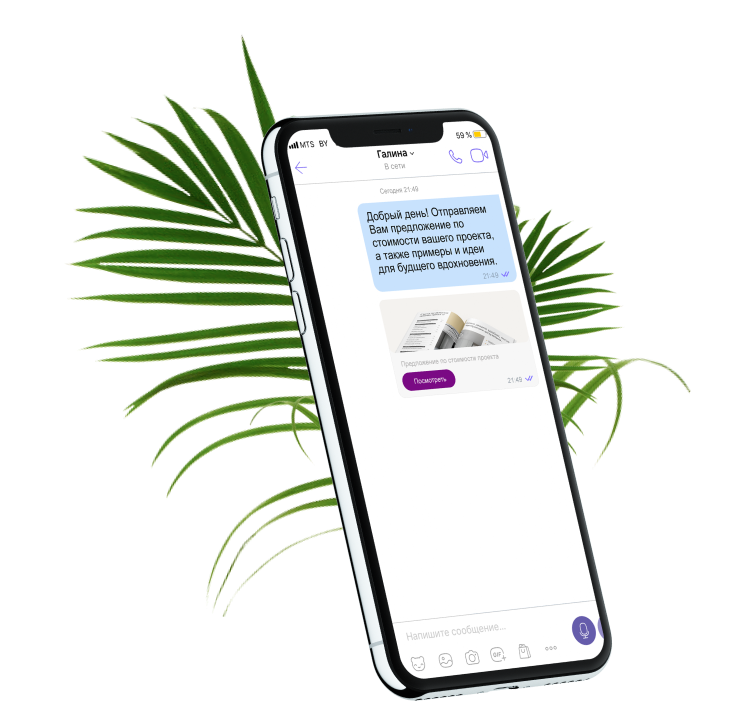 MTS BY
59 %
Галина
В сети
Сегодня 21:49
Добрый день! Отправляем
Вам предложение по
стоимости вашего проекта,
а также примеры и идеи
для будщего вдохновения.
21:49
Предложение по стоимости проекта
Посмотреть
21:49
Напишите сообщение...
GIF